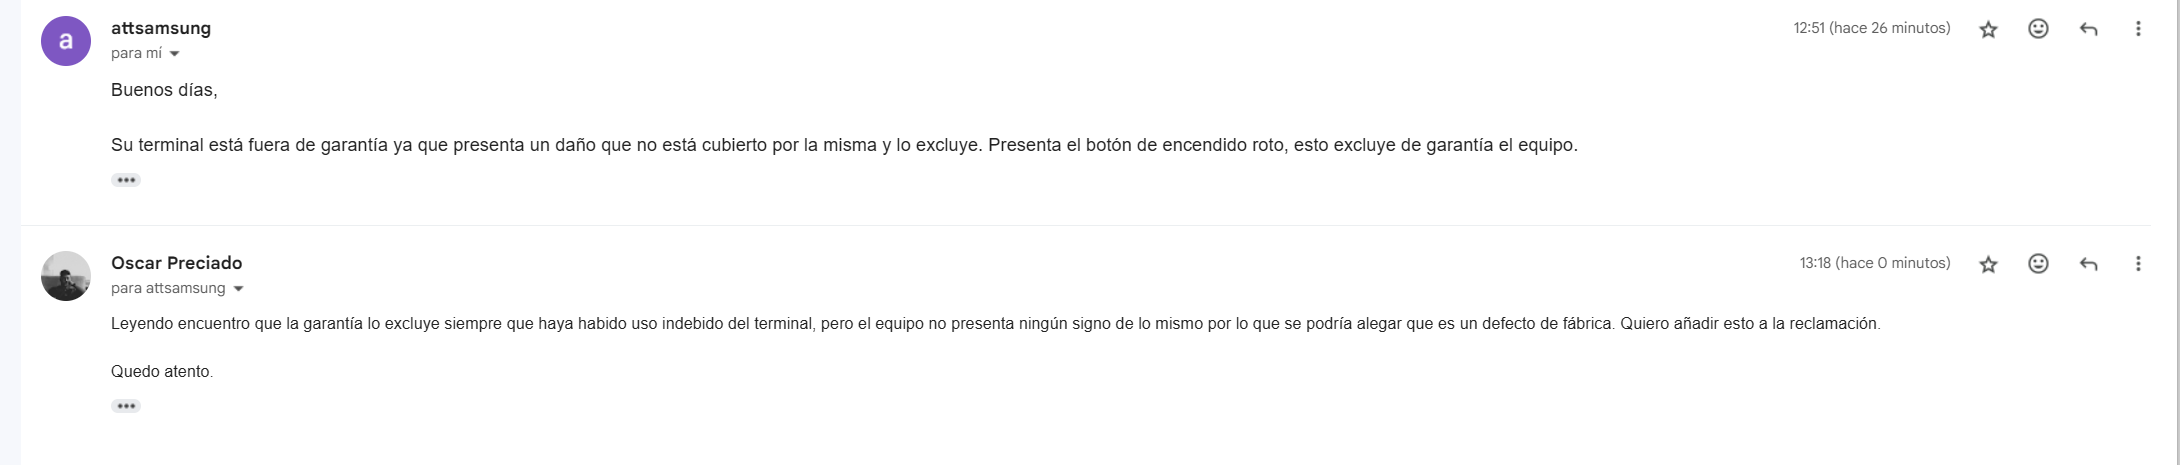 a
attsamsung
12:51 (hace 26 minutos)
para mí
Buenos días,
Su terminal está fuera de garantía ya que presenta un daño que no está cubierto por la misma y lo excluye. Presenta el botón de encendido roto, esto excluye de garantía el equipo.
Oscar Preciado
13:18 (hace 0 minutos)
para attsamsung
Leyendo encuentro que la garantía lo excluye siempre que haya habido uso indebido del terminal, pero el equipo no presenta ningún signo de lo mismo por lo que se podría alegar que es un defecto de fábrica. Quiero añadir esto a la reclamación.
Quedo atento.